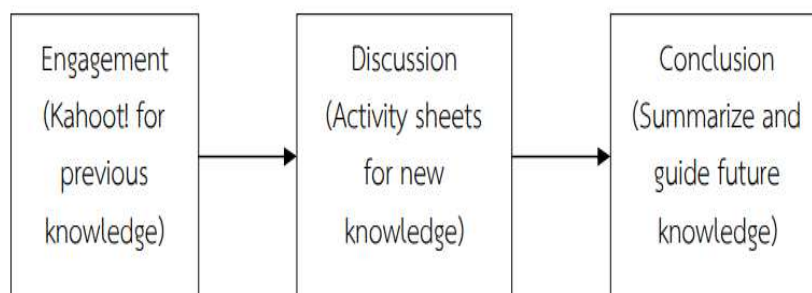 Engagement
(Kahoot! for
previous
knowledge)
Discussion
(Activity sheets
for new
knowledge)
Conclusion
(Summarize and
guide future
knowledge)